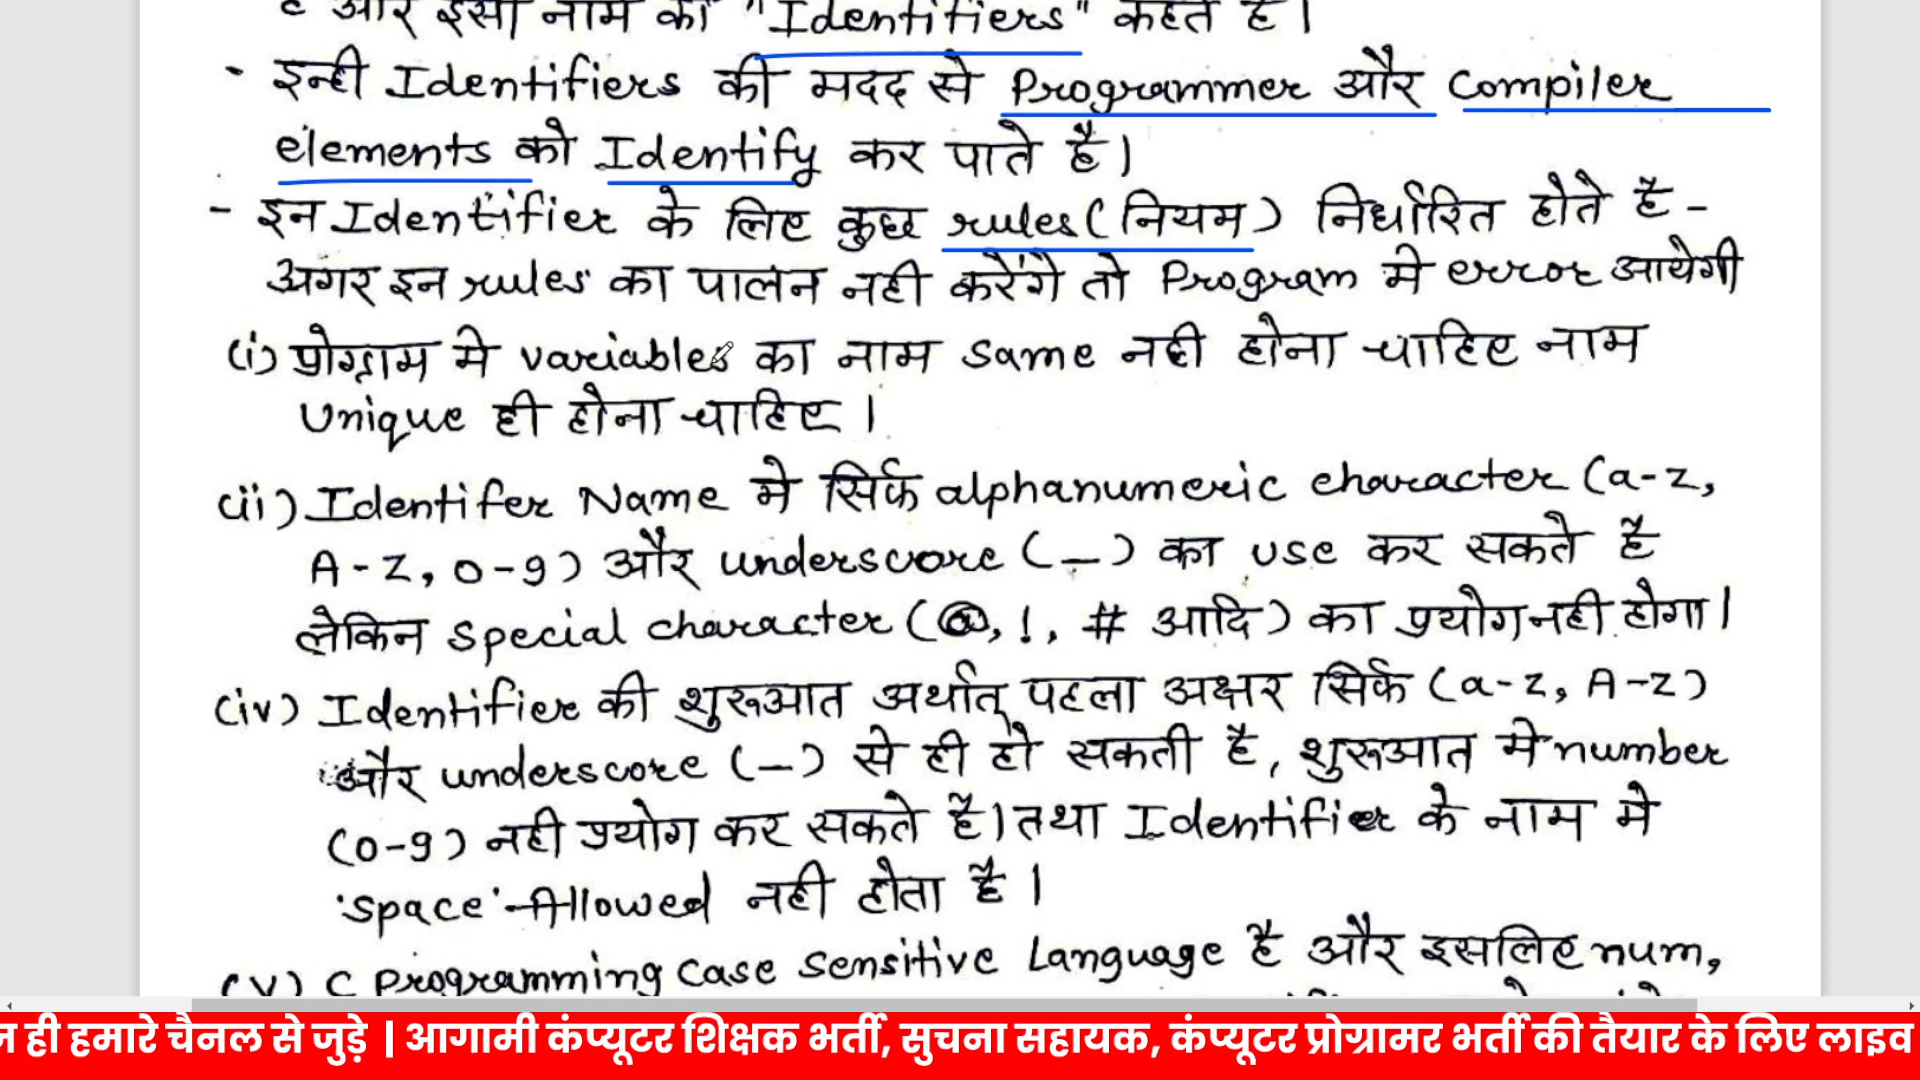 है और इसी नाम को "Identifiers" कहते है।
- इन्ही Identifiers की मदद से Programmer और Compiler
elements को Identify कर पाते है।
- इन Identifier के लिए कुछ rules (नियम) निर्धारित होते है -
अगर इन rules का पालन नही करेंगे तो Program मे error आयेगी
(i) प्रोग्राम मे variables का नाम same नही होना चाहिए नाम
Unique ही होना चाहिए।
(ii) Identifer Name मे सिर्फ alphanumeric character (a-z,
A-Z, 0-9) और underscore (_) का use कर सकते है
लेकिन special character (@, !, # आदि) का प्रयोग नही होगा।
(iv) Identifier की शुरूआत अर्थात् पहला अक्षर सिर्फ (a-z, A-Z)
और underscore (_) से ही हो सकती है, शुरूआत मे number
(0-9) नही प्रयोग कर सकते है। तथा Identifier के नाम मे
'space' Allowed नही होता है।
(v) C Programming Case Sensitive Language है और इसलिए num,
ही हमारे चैनल से जुड़े | आगामी कंप्यूटर शिक्षक भर्ती, सुचना सहायक, कंप्यूटर प्रोग्रामर भर्ती की तैयार के लिए लाइव